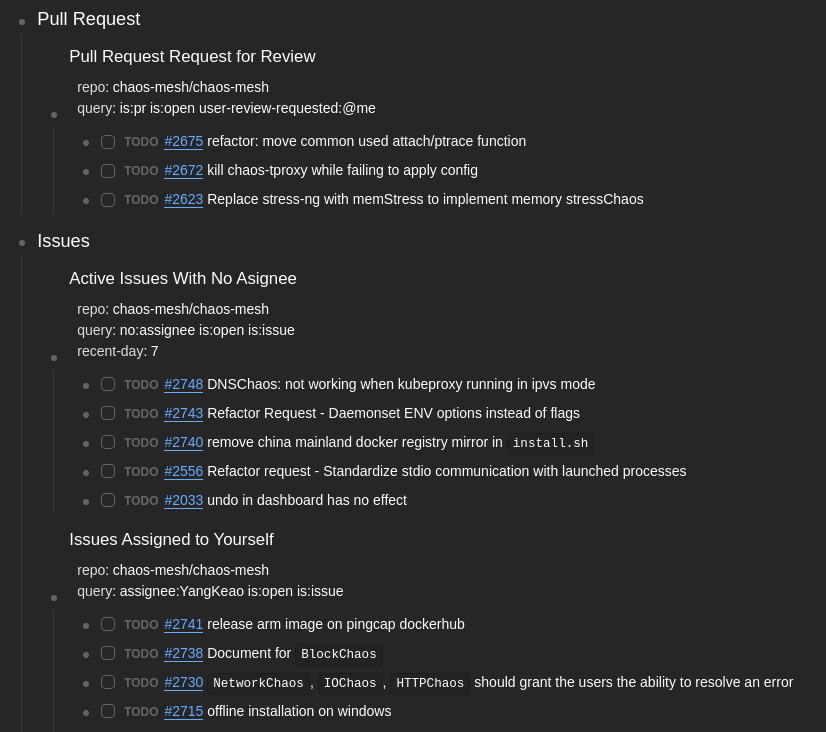 Pull Request
Pull Request Request for Review
repo: chaos-mesh/chaos-mesh
query: is:pr is:open user-review-requested:@me
TODO #2675 refactor: move common used attach/ptrace function
TODO #2672 kill chaos-tproxy while failing to apply config
TODO #2623 Replace stress-ng with memStress to implement memory stressChaos
Issues
Active Issues With No Asignee
repo: chaos-mesh/chaos-mesh
query: no:assignee is:open is:issue
recent-day: 7
TODO #2748 DNSChaos: not working when kubeproxy running in ipvs mode
TODO #2743 Refactor Request - Daemonset ENV options instead of flags
TODO #2740 remove china mainland docker registry mirror in install.sh
TODO #2556 Refactor request - Standardize stdio communication with launched processes
TODO #2033 undo in dashboard has no effect
Issues Assigned to Yourself
repo: chaos-mesh/chaos-mesh
query: assignee:YangKeao is:open is:issue
TODO #2741 release arm image on pingcap dockerhub
TODO #2738 Document for BlockChaos
TODO #2730 NetworkChaos, IOChaos, HTTPChaos should grant the users the ability to resolve an error
TODO #2715 offline installation on windows